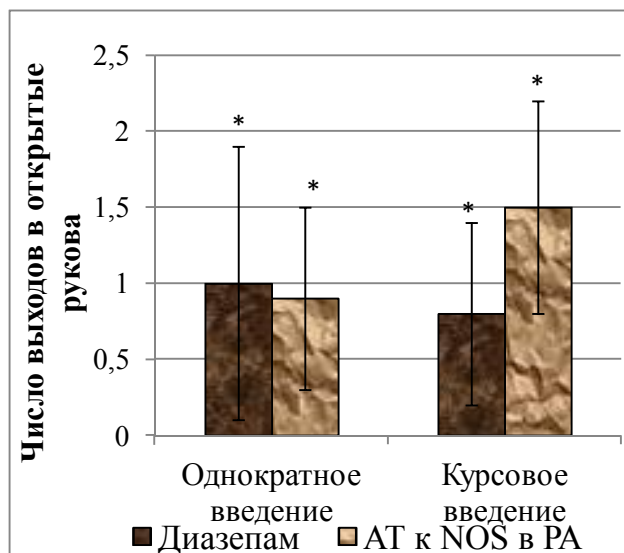 Число выходов в открытые
рукова
2,5
2
1,5
1
0,5
0
*
*
*
*
Однократное
введение
Курсовое
введение
Диазепам
АТ к NOS в РА